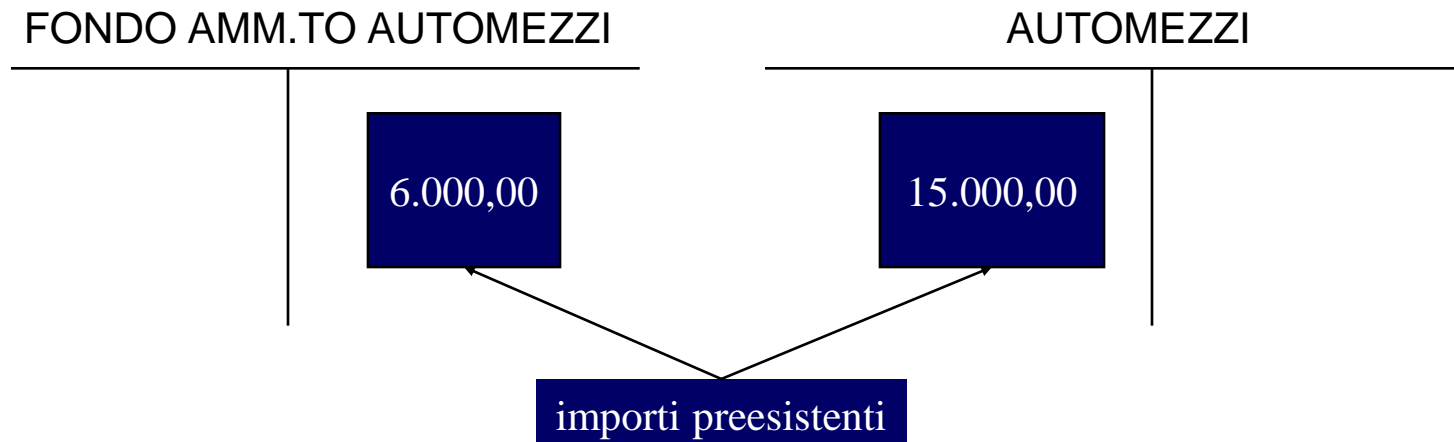 FONDO AMM.TO AUTOMEZZI
AUTOMEZZI
6.000,00
15.000,00
importi preesistenti